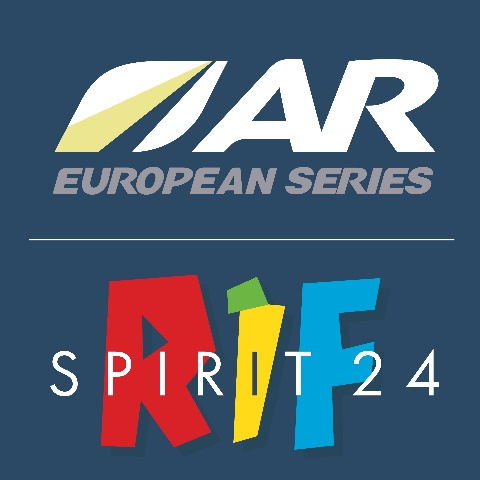 AR
EUROPEAN SERIES
RIF
SPIRIT 24